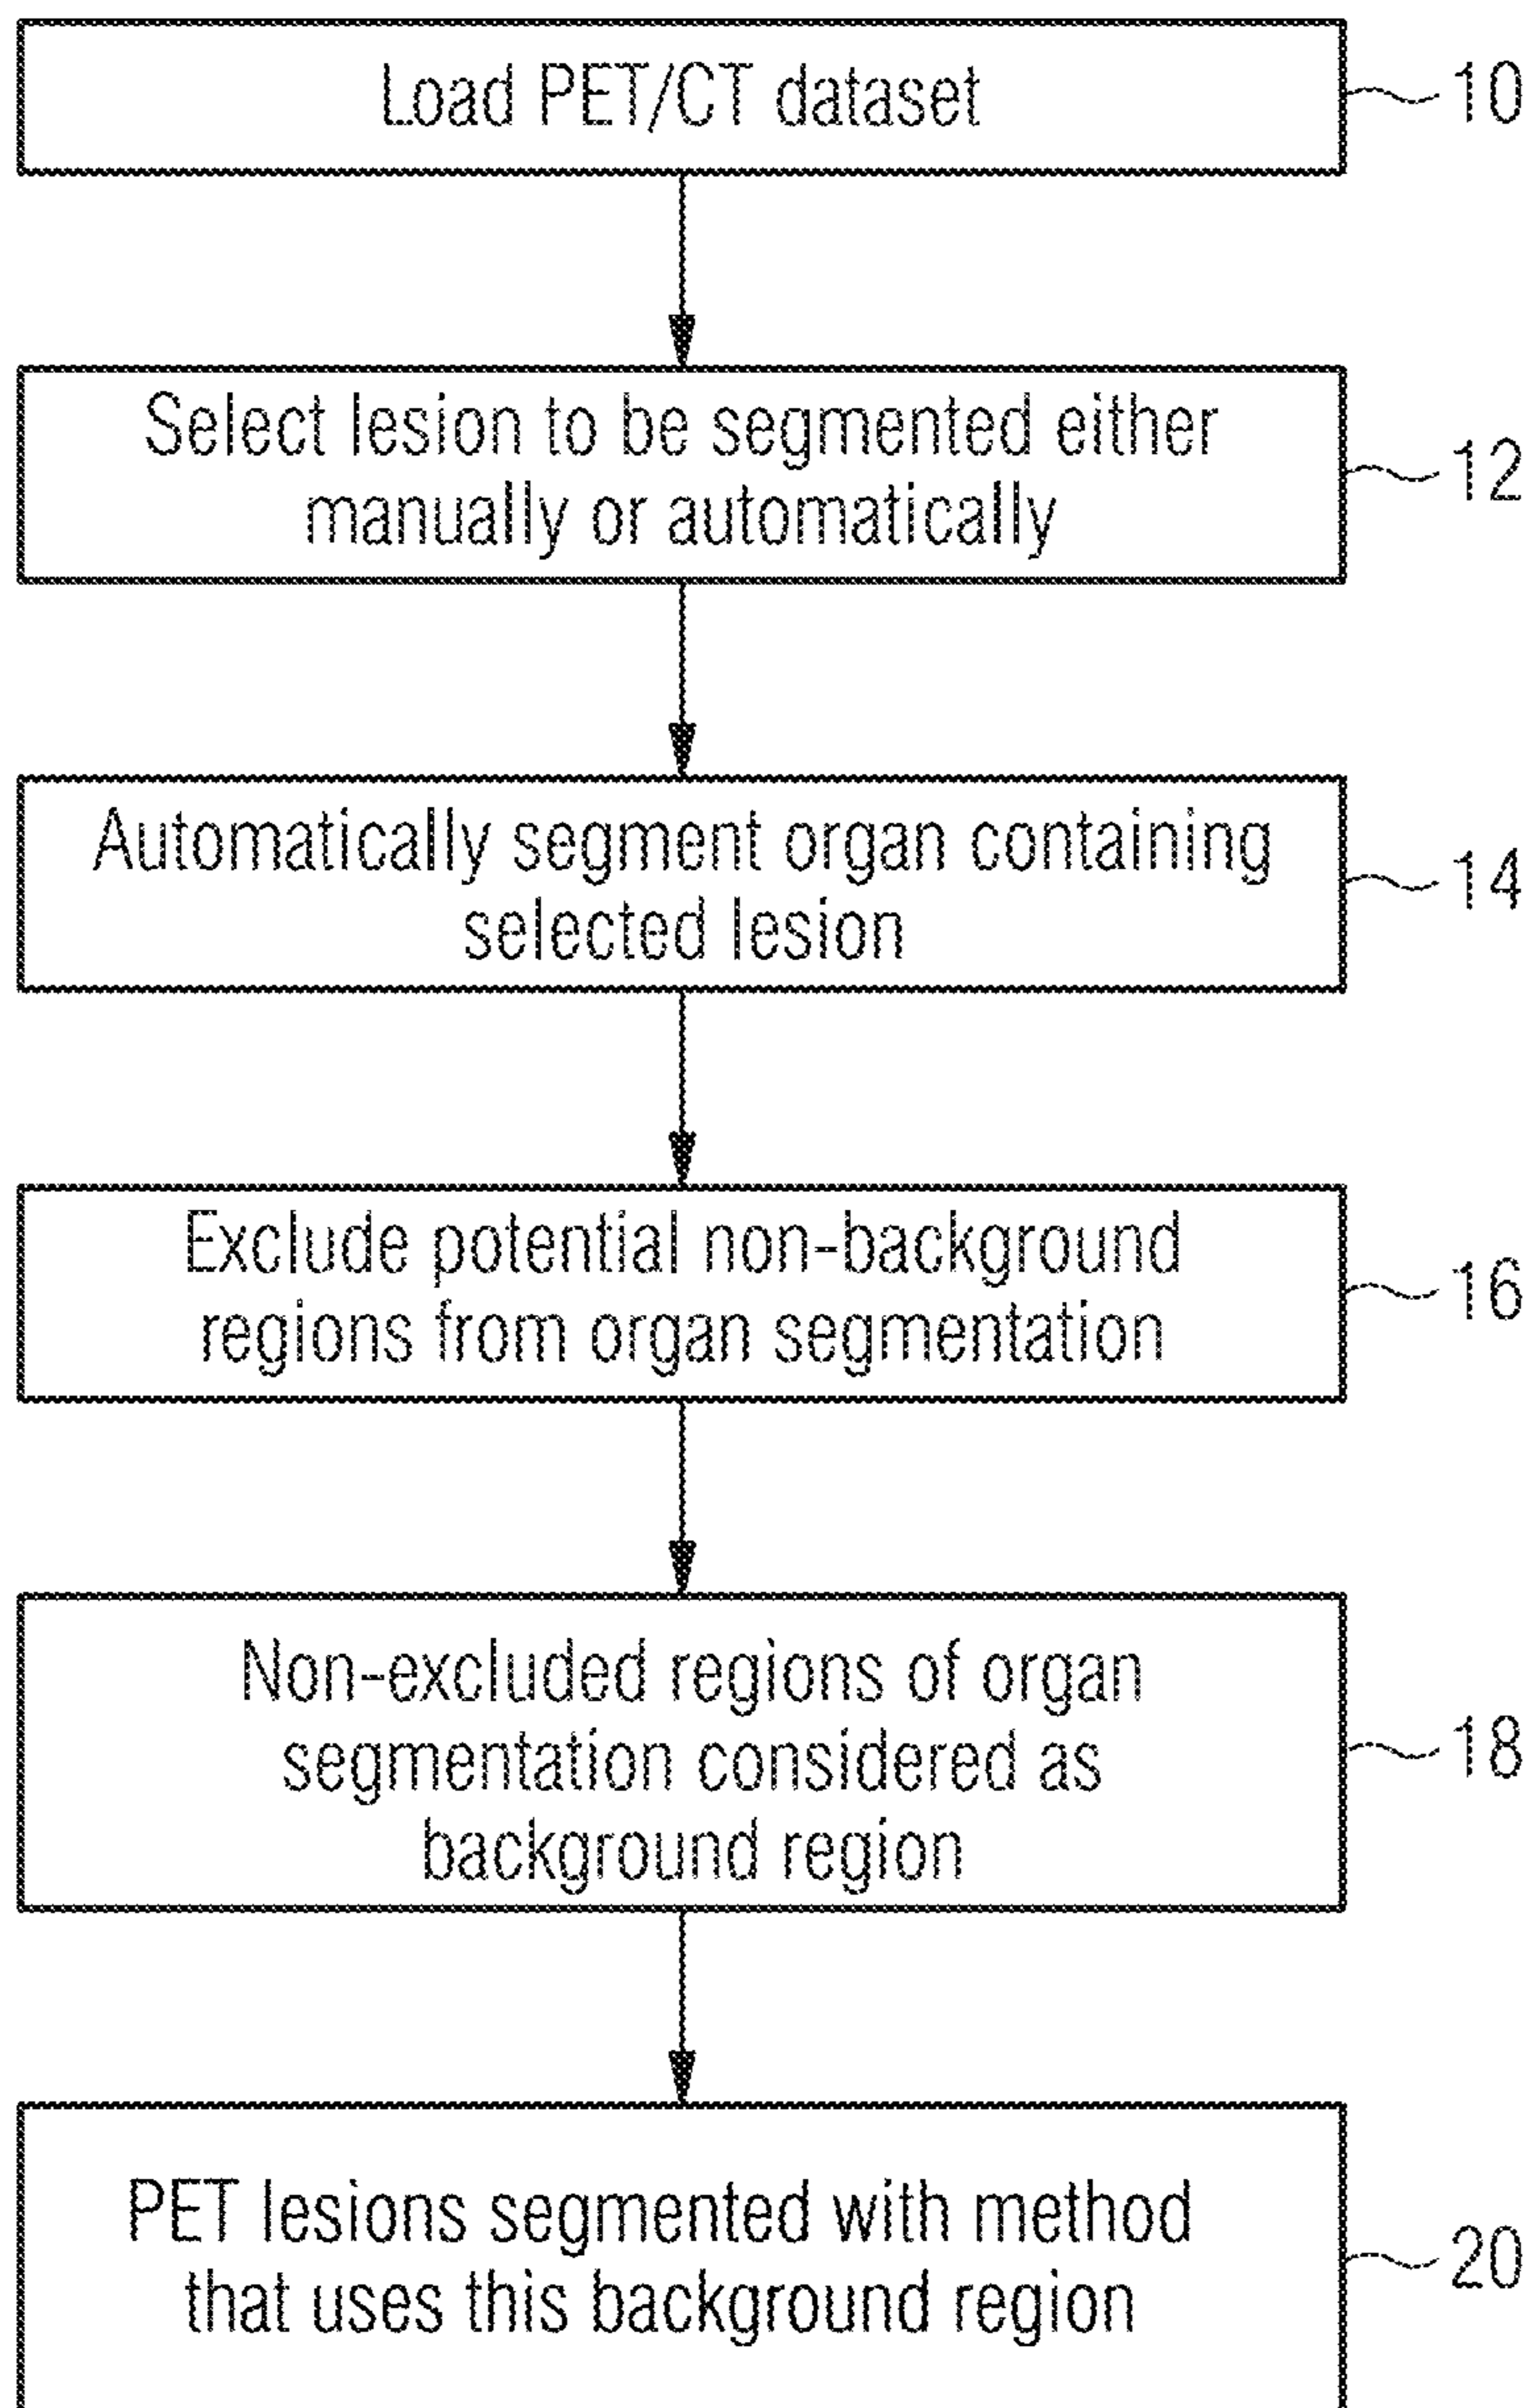 Load PET/CT dataset
10
Select lesion to be segmented either
manually or automatically
12
Automatically segment organ containing
selected lesion
14
Exclude potential non-background
regions from organ segmentation
16
Non-excluded regions of organ
segmentation considered as
background region
18
PET lesions segmented with method
that uses this background region
20